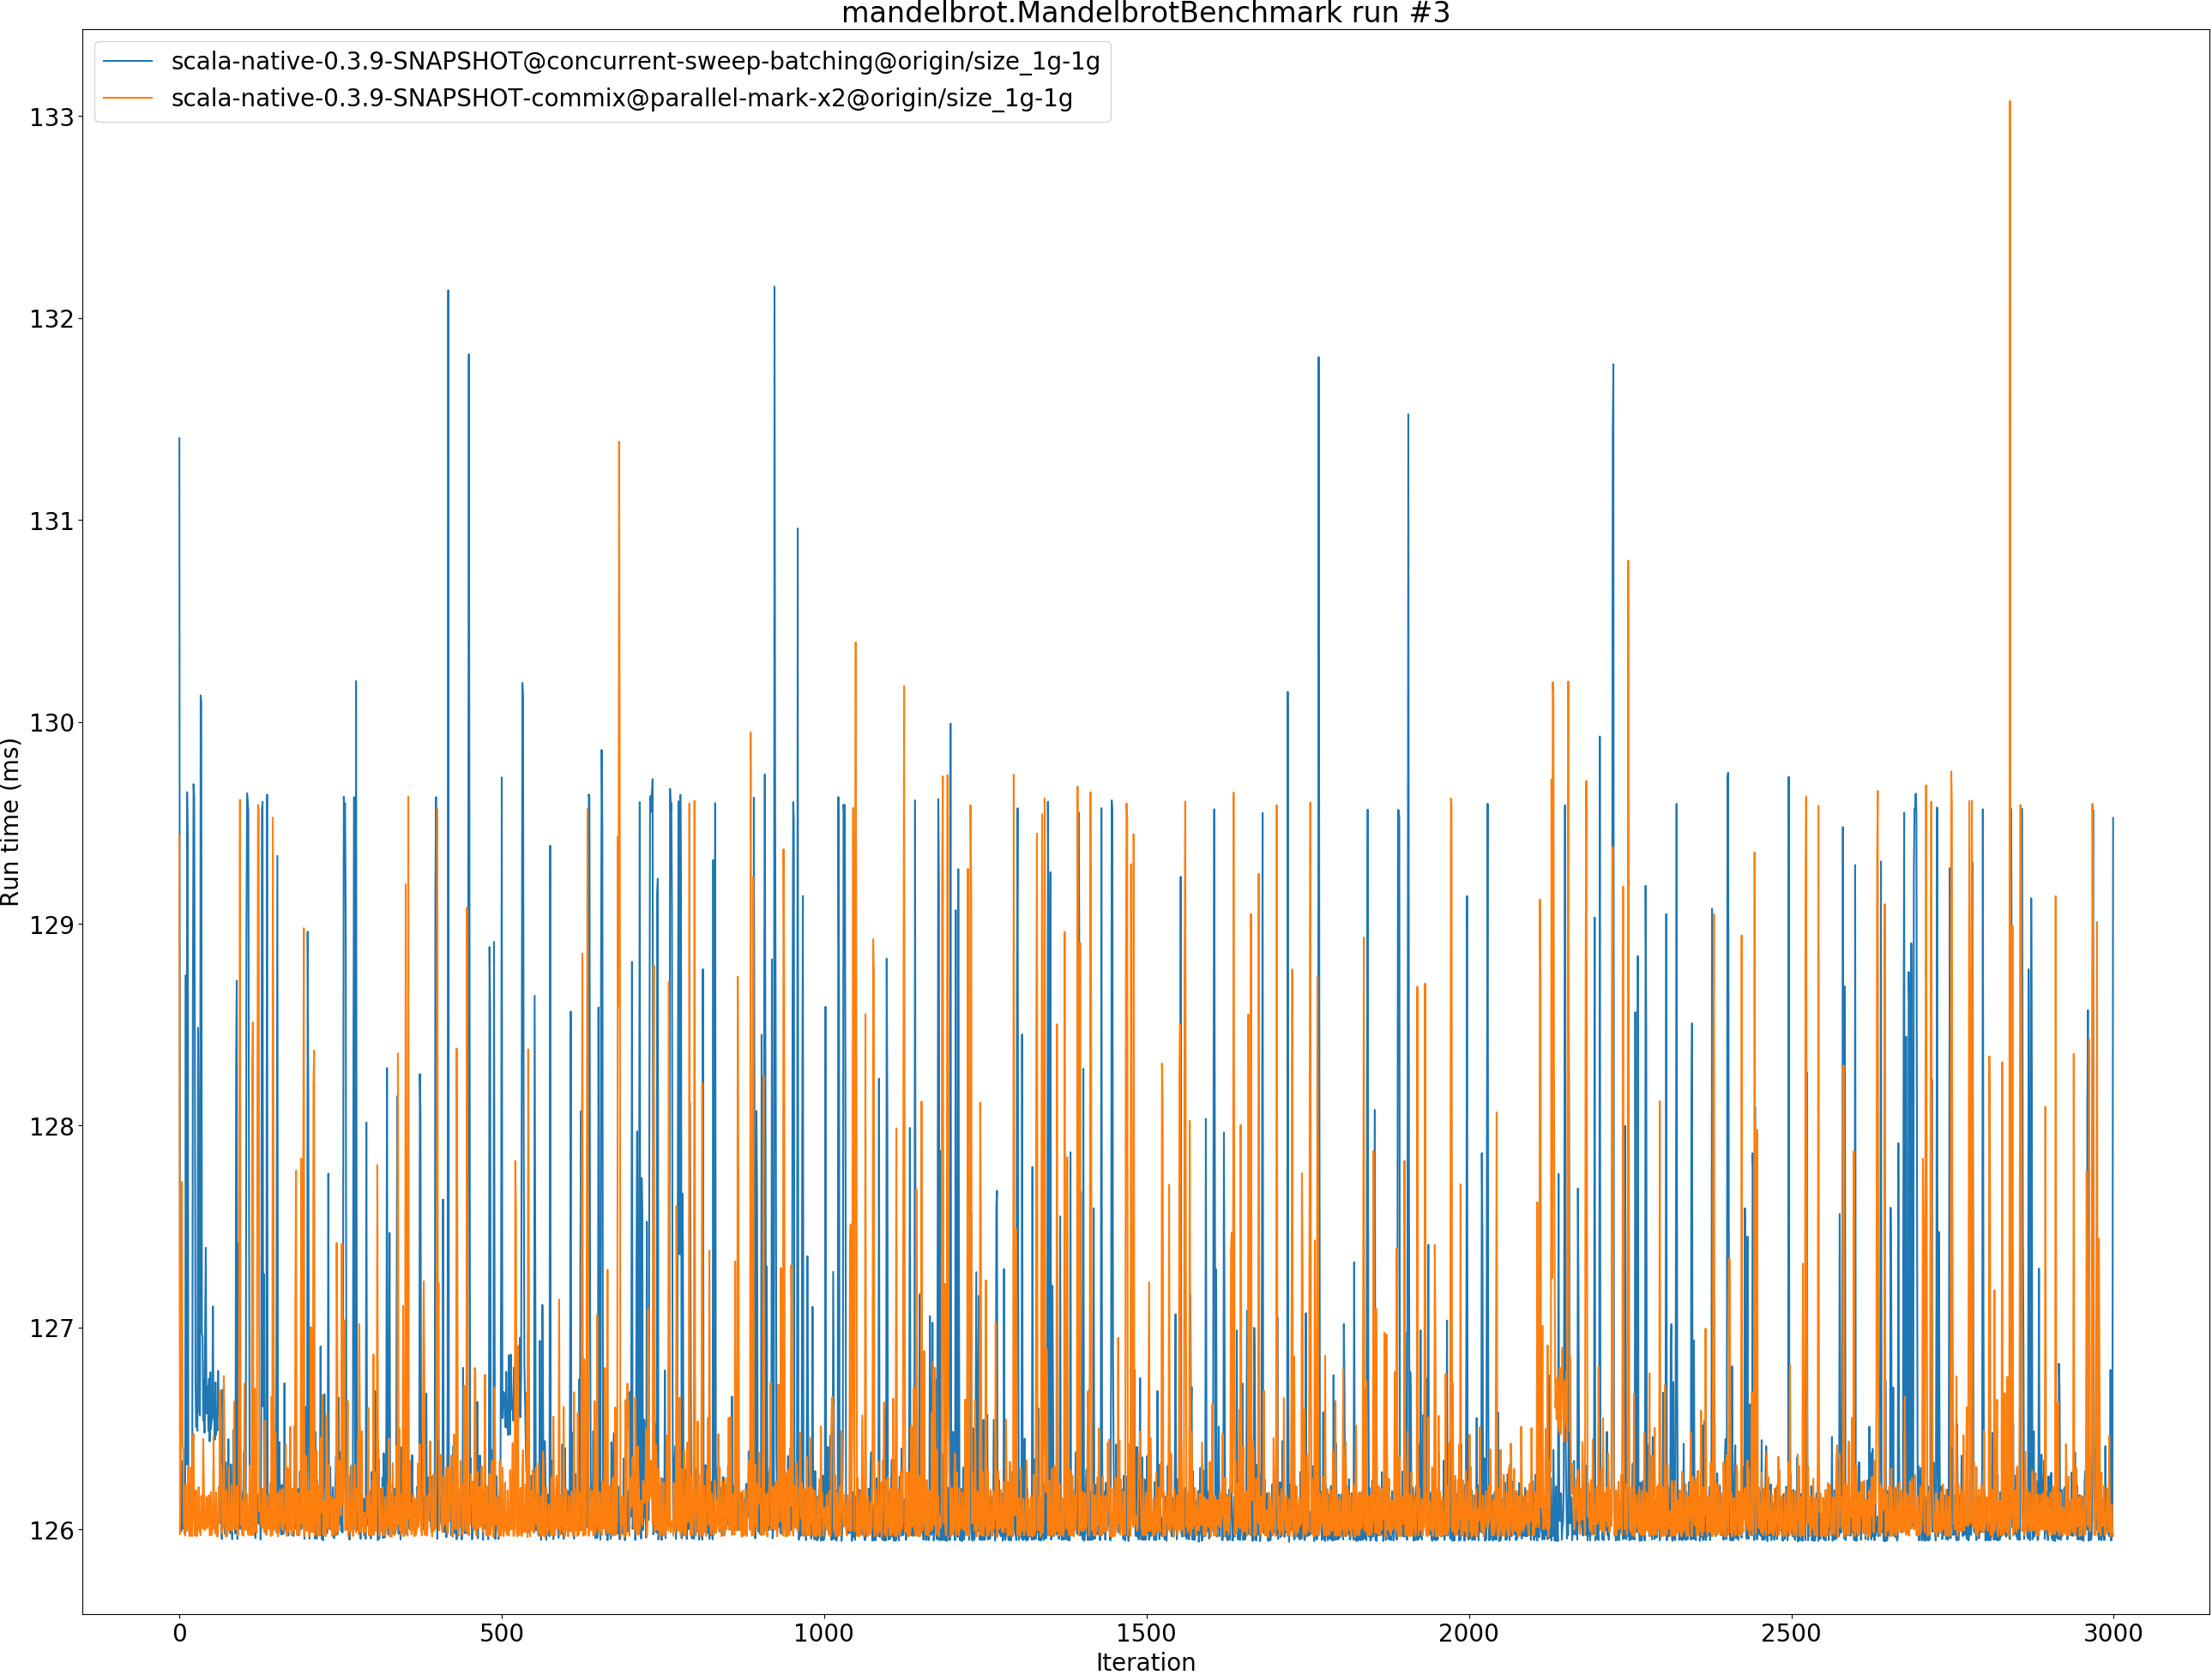 mandelbrot.MandelbrotBenchmark run #3
scala-native-0.3.9-SNAPSHOT@concurrent-sweep-batching@origin/size_1g-1g
scala-native-0.3.9-SNAPSHOT-commix@parallel-mark-x2@origin/size_1g-1g
133
132
131
130
129
128
127
126
Run time (ms)
0 500 1000 1500 2000 2500 3000
Iteration